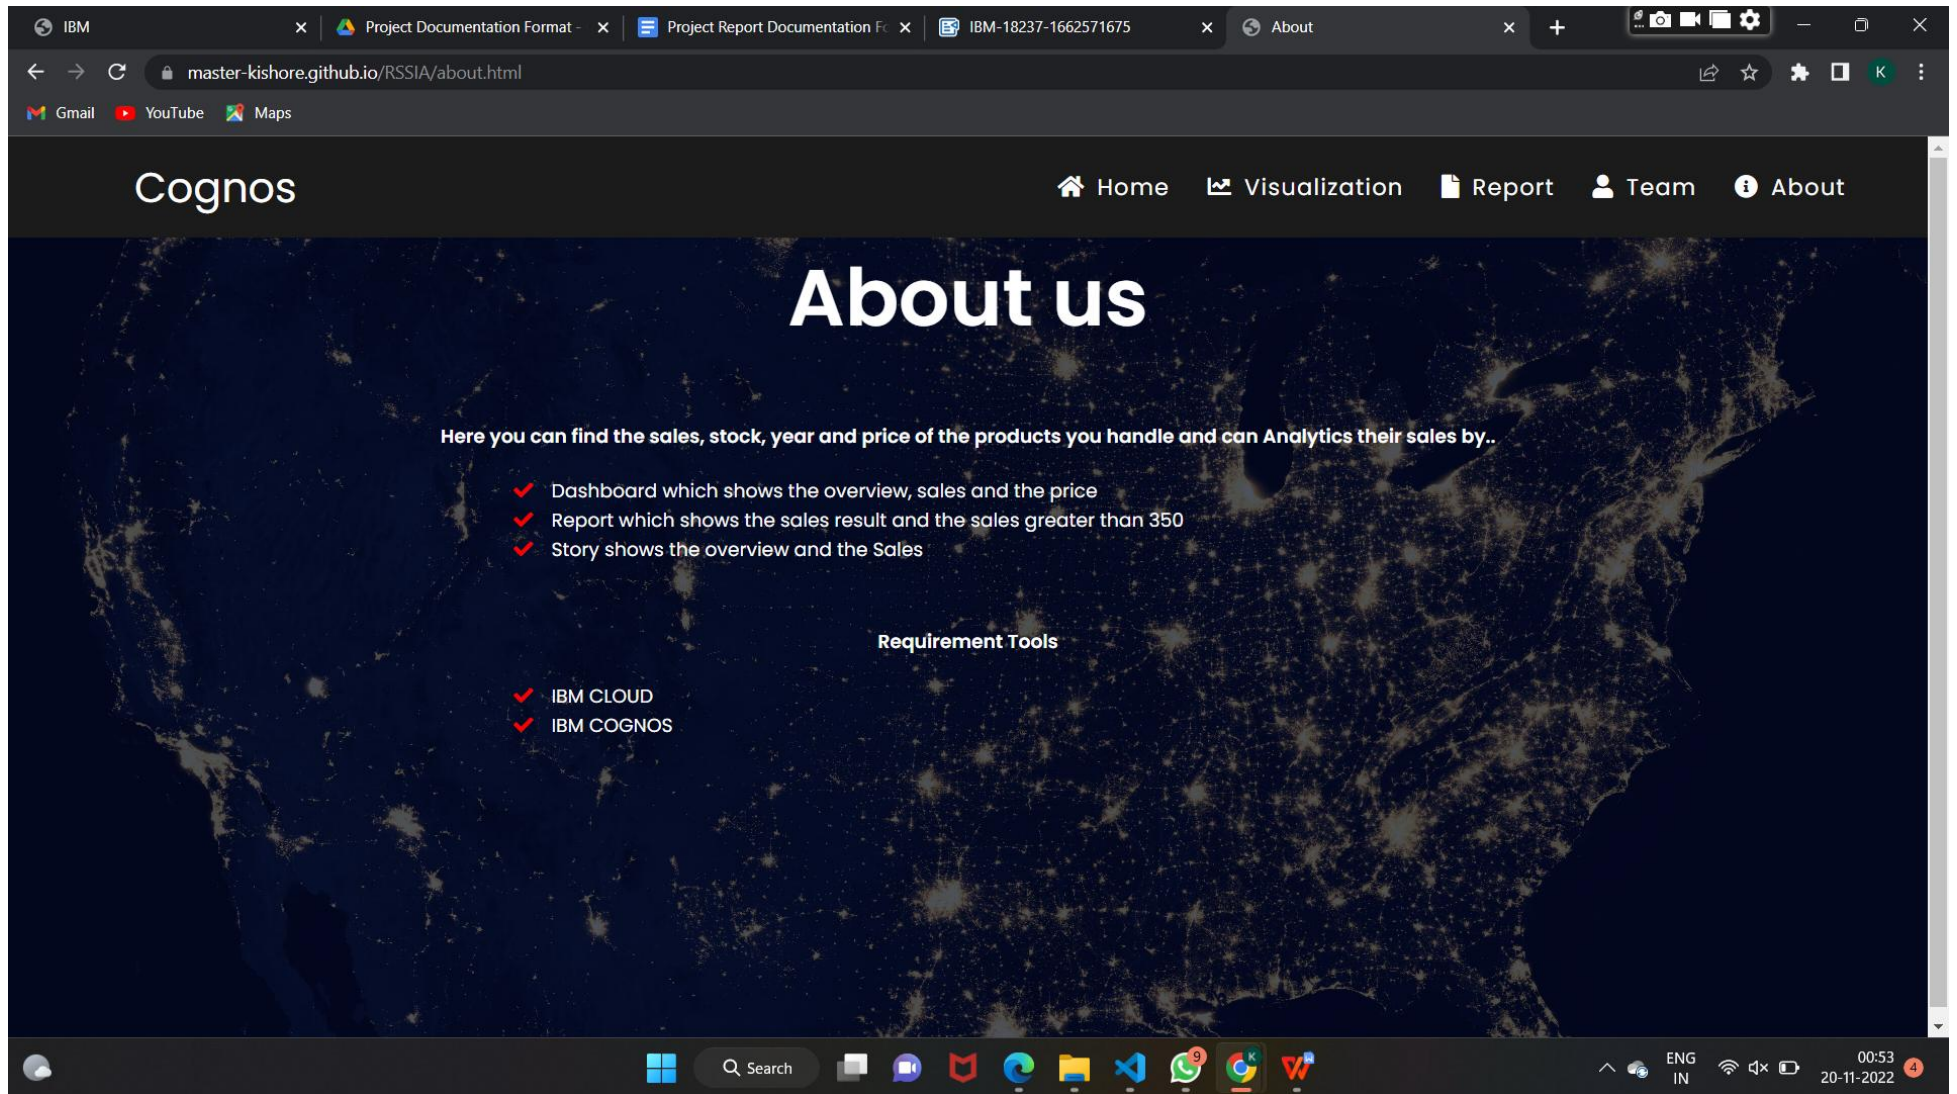 IBM
Project Documentation Format -
Project Report Documentation Fo
IBM-18237-1662571675
About
master-kishore.github.io/RSSIA/about.html
K
Gmail
YouTube
Maps
Cognos
Home
Visualization
Report
Team
About
About us
Here you can find the sales, stock, year and price of the products you handle and can Analytics their sales by..
Dashboard which shows the overview, sales and the price
Report which shows the sales result and the sales greater than 350
Story shows the overview and the Sales
Requirement Tools
IBM CLOUD
IBM COGNOS
Search
9
K
ENG
IN
00:53
20-11-2022
4